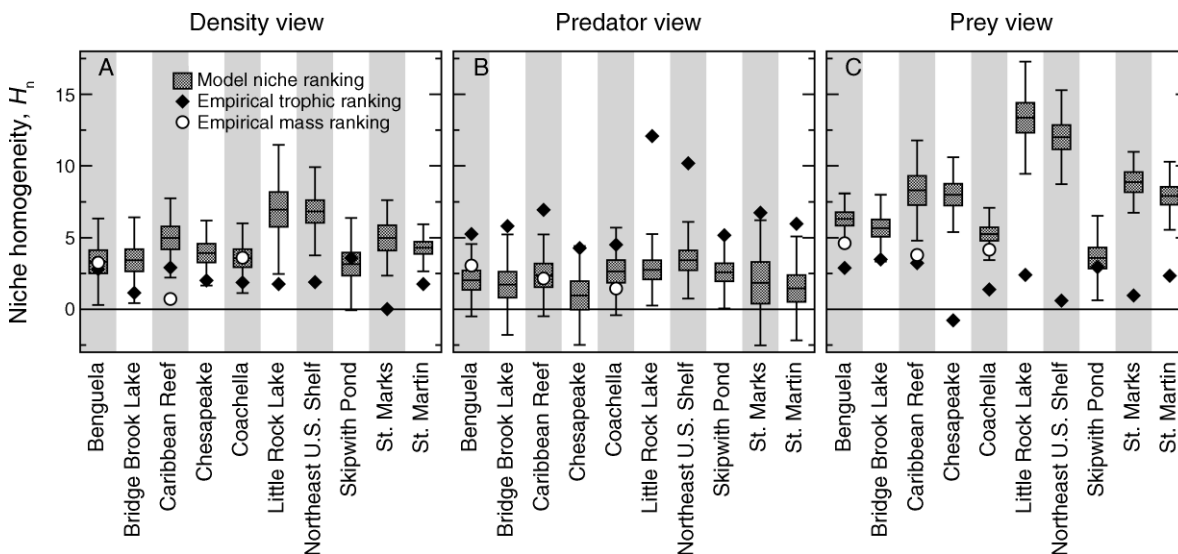 Density view
Predator view
Prey view
Niche homogeneity, Hn
15
10
5
0
A
Model niche ranking
Empirical trophic ranking
Empirical mass ranking
B
C
Benguela
Bridge Brook Lake
Caribbean Reef
Chesapeake
Coachella
Little Rock Lake
Northeast U.S. Shelf
Skipwith Pond
St. Marks
St. Martin
Benguela
Bridge Brook Lake
Caribbean Reef
Chesapeake
Coachella
Little Rock Lake
Northeast U.S. Shelf
Skipwith Pond
St. Marks
St. Martin
Benguela
Bridge Brook Lake
Caribbean Reef
Chesapeake
Coachella
Little Rock Lake
Northeast U.S. Shelf
Skipwith Pond
St. Marks
St. Martin